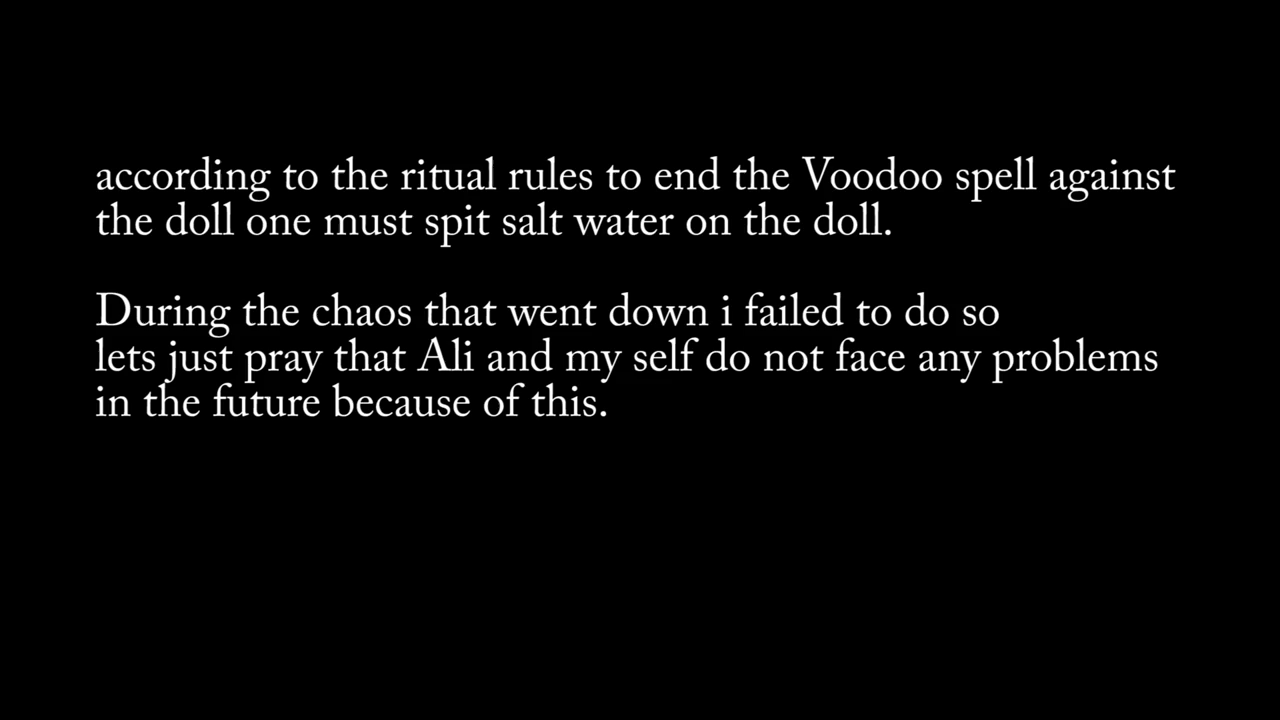 according to the ritual rules to end the Voodoo spell against
the doll one must spit salt water on the doll.
During the chaos that went down i failed to do so
lets just pray that Ali and my self do not face any problems
in the future because of this.